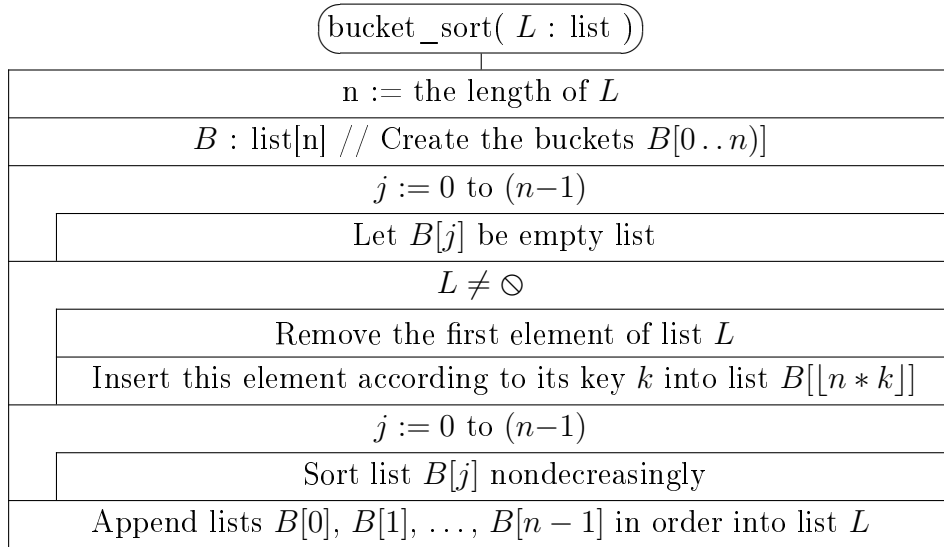 bucket_sort( L : list )
n := the length of L
B : list[n] // Create the buckets B[0 . . n)]
j := 0 to (n−1)
Let B[j] be empty list
L ≠ ⦸
Remove the first element of list L
Insert this element according to its key k into list B[⌊n ∗ k⌋]
j := 0 to (n−1)
Sort list B[j] nondecreasingly
Append lists B[0], B[1], . . . , B[n − 1] in order into list L